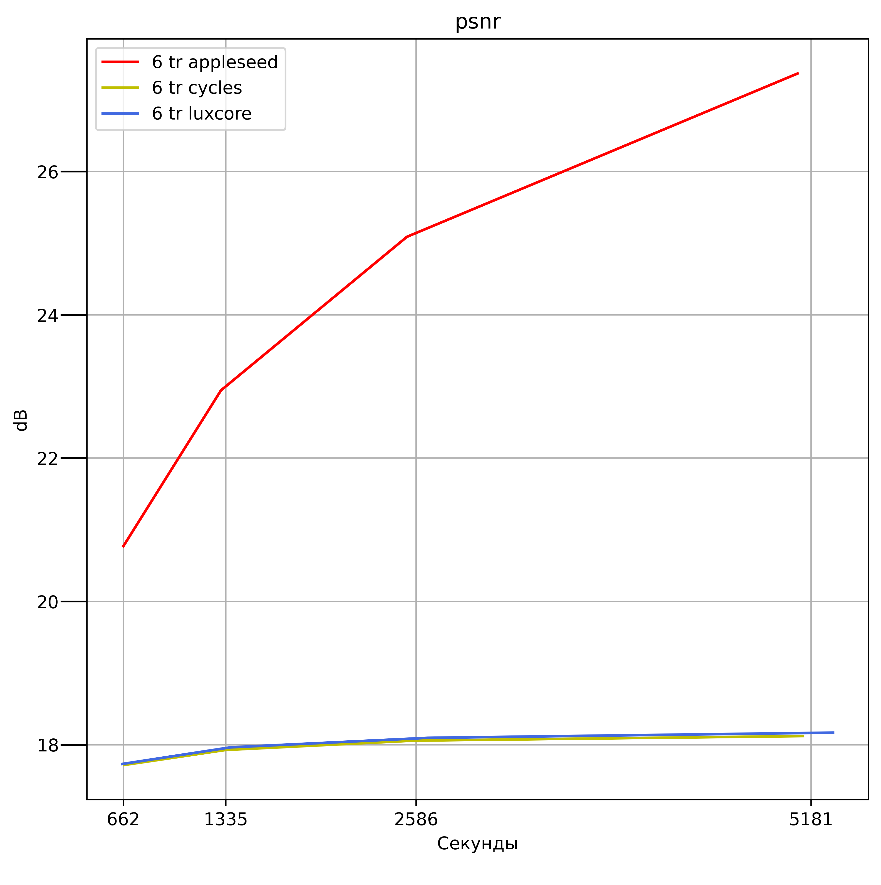 psnr
6 tr appleseed
6 tr cycles
6 tr luxcore
26
24
22
20
18
dB
662 1335 2586 5181
Секунды